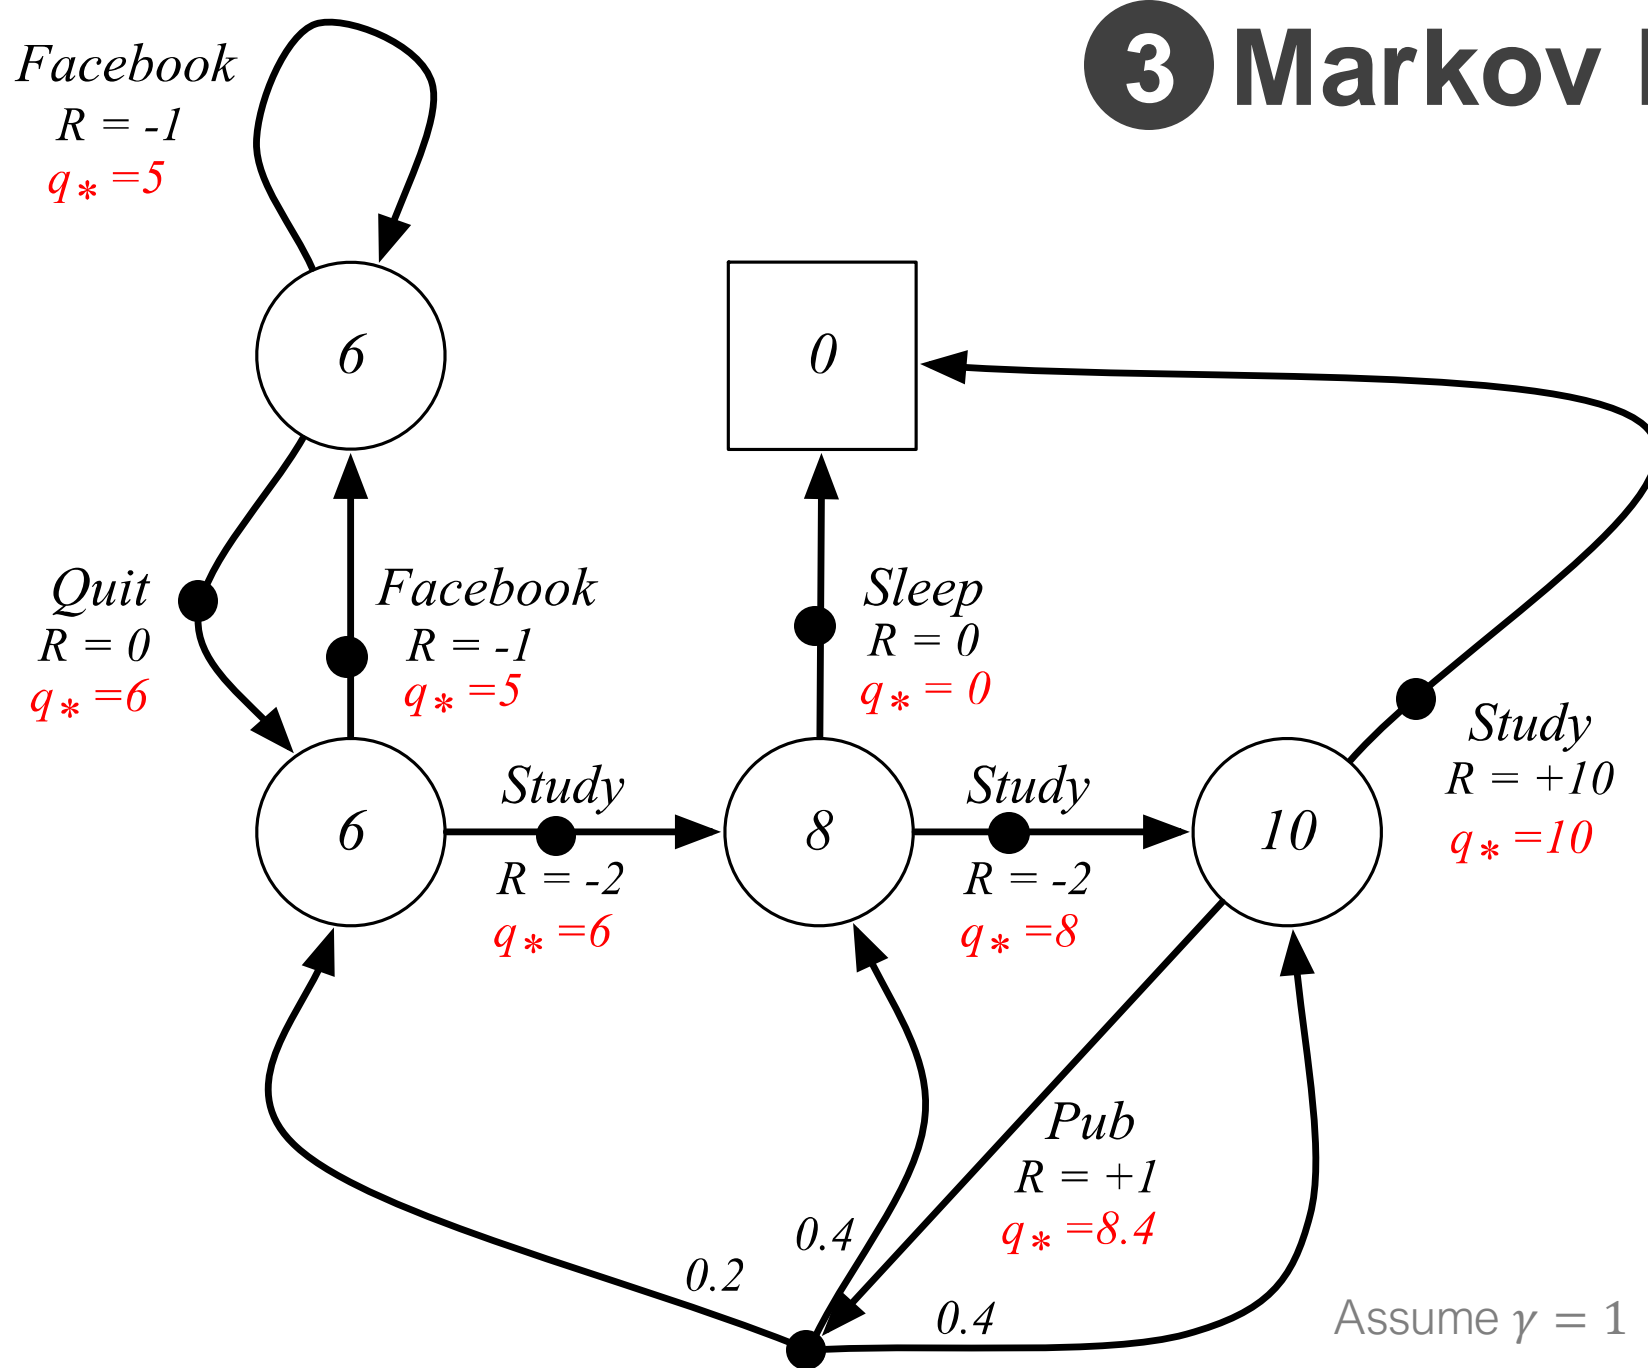 3 Markov
Facebook
R = -1
q* =5
6
0
Quit
R = 0
q* =6
Facebook
R = -1
q* =5
Sleep
R = 0
q* = 0
Study
R = +10
q* =10
6
Study
R = -2
q* =6
8
Study
R = -2
q* =8
10
Pub
R = +1
q* =8.4
0.2
0.4
0.4
Assume γ = 1